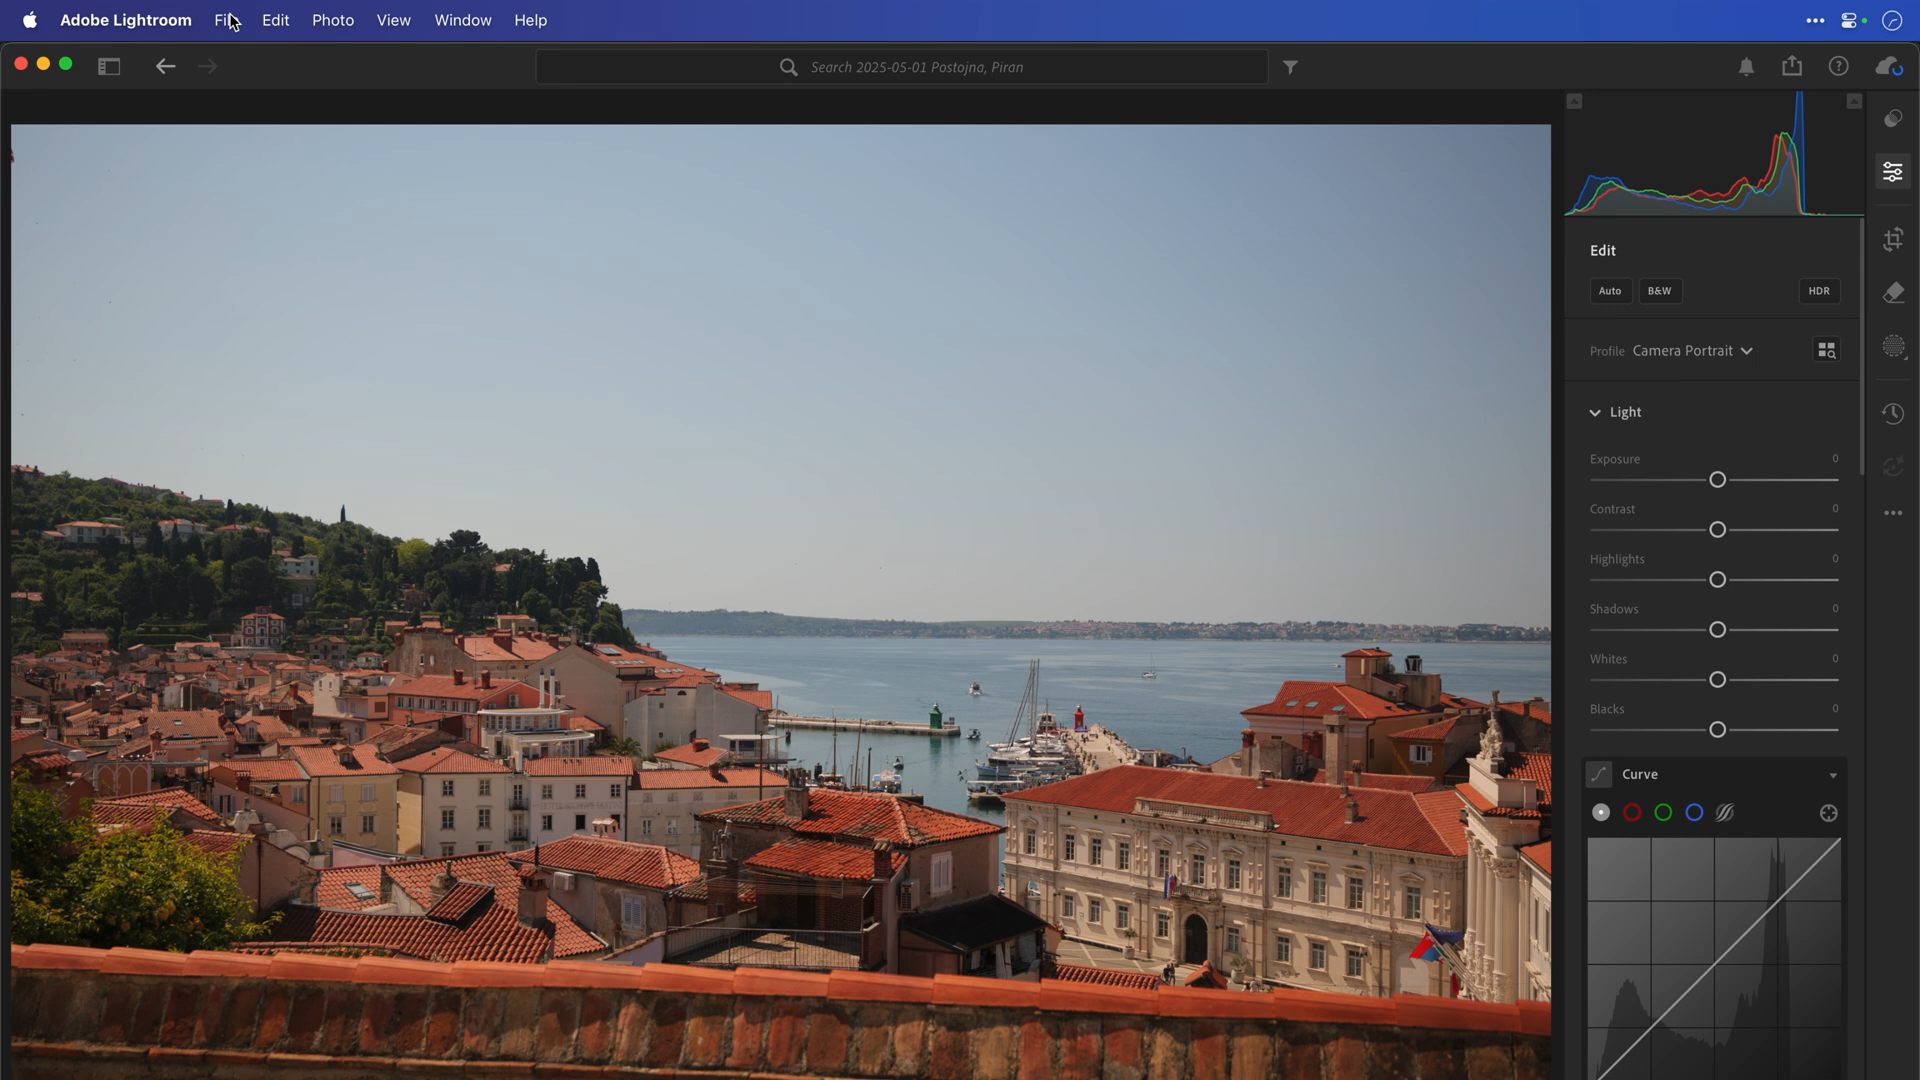 Adobe Lightroom File Edit Photo View Window Help
Search 2025-05-01 Postojna, Piran
Edit
Auto B&W HDR
Profile Camera Portrait
Light
Exposure 0
Contrast 0
Highlights 0
Shadows 0
Whites 0
Blacks 0
Curve